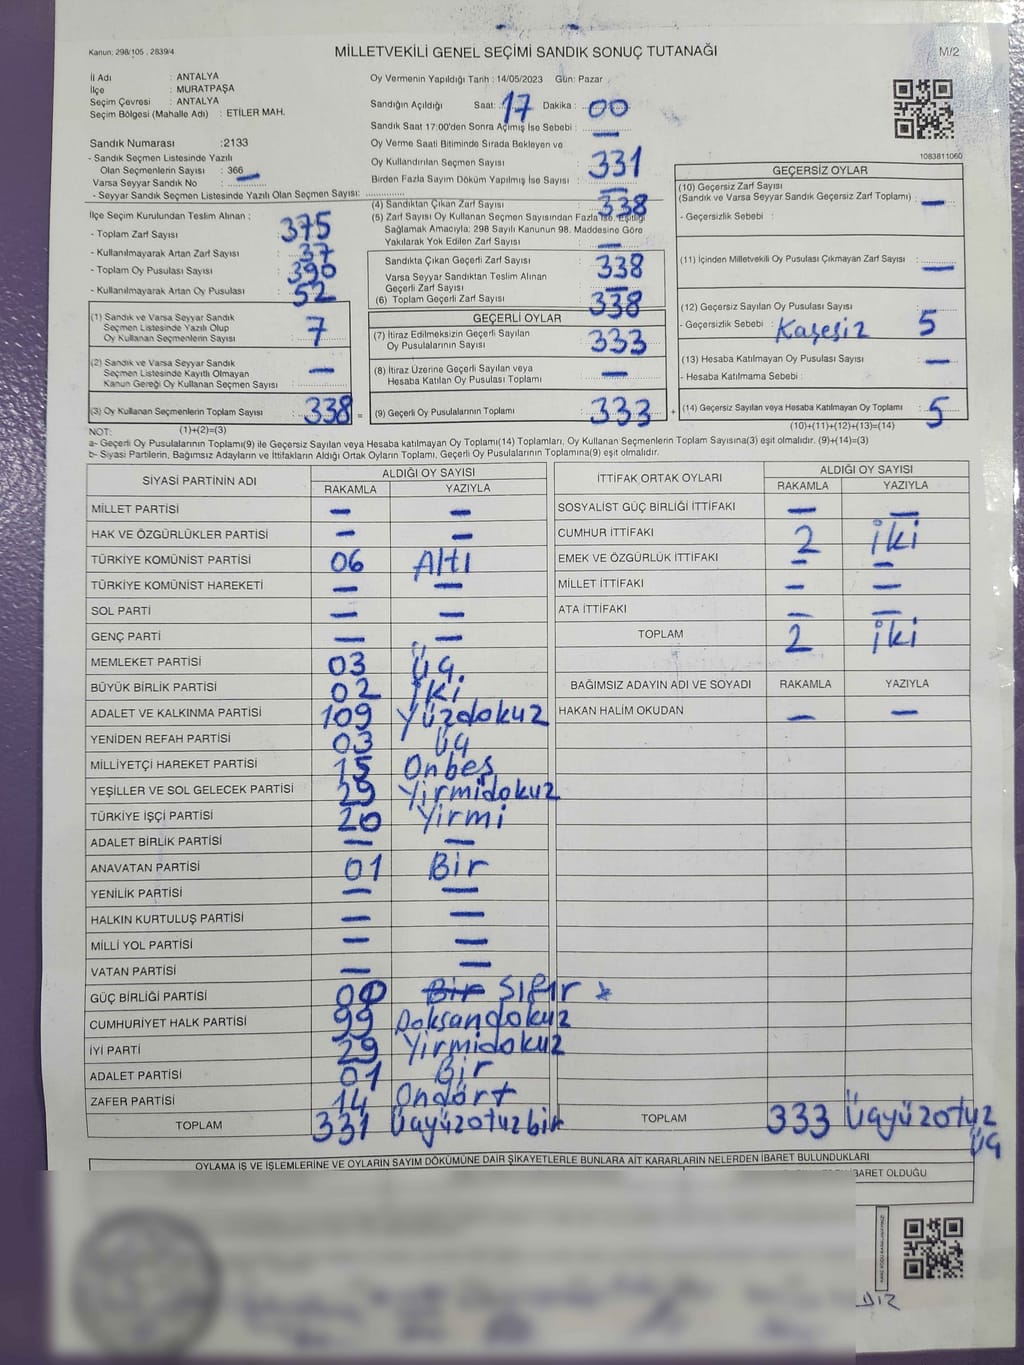 Kanun: 298/105, 2839/4
MİLLETVEKİLİ GENEL SEÇİMİ SANDIK SONUÇ TUTANAĞI
M/2
İl Adı : ANTALYA
İlçe : MURATPAŞA
Seçim Çevresi : ANTALYA
Seçim Bölgesi (Mahalle Adı) : ETİLER MAH.
Oy Vermenin Yapıldığı Tarih : 14/05/2023 Gün: Pazar
Sandığın Açıldığı Saat: 17 Dakika : 00
Sandık Saat 17:00'den Sonra Açılmış İse Sebebi : —
Oy Verme Saati Bitiminde Sırada Bekleyen ve
Oy Kullandırılan Seçmen Sayısı : 331
Birden Fazla Sayım Döküm Yapılmış İse Sayısı : —
1083811060
Sandık Numarası :2133
- Sandık Seçmen Listesinde Yazılı
Olan Seçmenlerin Sayısı : 366
Varsa Seyyar Sandık No : —
- Seyyar Sandık Seçmen Listesinde Yazılı Olan Seçmen Sayısı:
İlçe Seçim Kurulundan Teslim Alınan :
- Toplam Zarf Sayısı : 375
- Kullanılmayarak Artan Zarf Sayısı : 37
- Toplam Oy Pusulası Sayısı : 390
- Kullanılmayarak Artan Oy Pusulası : 52
(4) Sandıktan Çıkan Zarf Sayısı : 338
(5) Zarf Sayısı Oy Kullanan Seçmen Sayısından Fazla İse, Eşitliği
Sağlamak Amacıyla; 298 Sayılı Kanunun 98. Maddesine Göre
Yakılarak Yok Edilen Zarf Sayısı : —
Sandıkta Çıkan Geçerli Zarf Sayısı : 338
Varsa Seyyar Sandıktan Teslim Alınan
Geçerli Zarf Sayısı : —
(6) Toplam Geçerli Zarf Sayısı : 338
GEÇERSİZ OYLAR
(10) Geçersiz Zarf Sayısı
(Sandık ve Varsa Seyyar Sandık Geçersiz Zarf Toplamı) : —
- Geçersizlik Sebebi :
(11) İçinden Milletvekili Oy Pusulası Çıkmayan Zarf Sayısı : —
(12) Geçersiz Sayılan Oy Pusulası Sayısı : 5
- Geçersizlik Sebebi : Kaşesiz
(13) Hesaba Katılmayan Oy Pusulası Sayısı : —
- Hesaba Katılmama Sebebi :
(14) Geçersiz Sayılan veya Hesaba Katılmayan Oy Toplamı : 5
(10)+(11)+(12)+(13)=(14)
(1) Sandık ve Varsa Seyyar Sandık
Seçmen Listesinde Yazılı Olup
Oy Kullanan Seçmenlerin Sayısı : 7
(2) Sandık ve Varsa Seyyar Sandık
Seçmen Listesinde Kayıtlı Olmayan
Kanun Gereği Oy Kullanan Seçmen Sayısı : —
(3) Oy Kullanan Seçmenlerin Toplam Sayısı : 338 =
(1)+(2)=(3)
GEÇERLİ OYLAR
(7) İtiraz Edilmeksizin Geçerli Sayılan
Oy Pusulalarının Sayısı : 333
(8) İtiraz Üzerine Geçerli Sayılan veya
Hesaba Katılan Oy Pusulası Toplamı : —
(9) Geçerli Oy Pusulalarının Toplamı : 333 +
NOT:
a- Geçerli Oy Pusulalarının Toplamı(9) ile Geçersiz Sayılan veya Hesaba katılmayan Oy Toplamı(14) Toplamları, Oy Kullanan Seçmenlerin Toplam Sayısına(3) eşit olmalıdır. (9)+(14)=(3)
b- Siyasi Partilerin, Bağımsız Adayların ve İttifakların Aldığı Ortak Oyların Toplamı, Geçerli Oy Pusulalarının Toplamına(9) eşit olmalıdır.
SİYASİ PARTİNİN ADI ALDIĞI OY SAYISI
RAKAMLA YAZIYLA
MİLLET PARTİSİ — —
HAK VE ÖZGÜRLÜKLER PARTİSİ — —
TÜRKİYE KOMÜNİST PARTİSİ 06 Altı
TÜRKİYE KOMÜNİST HAREKETİ — —
SOL PARTİ — —
GENÇ PARTİ — —
MEMLEKET PARTİSİ 03 Üç
BÜYÜK BİRLİK PARTİSİ 02 İki
ADALET VE KALKINMA PARTİSİ 109 Yüzdokuz
YENİDEN REFAH PARTİSİ 03 Üç
MİLLİYETÇİ HAREKET PARTİSİ 15 Onbeş
YEŞİLLER VE SOL GELECEK PARTİSİ 29 Yirmidokuz
TÜRKİYE İŞÇİ PARTİSİ 20 Yirmi
ADALET BİRLİK PARTİSİ — —
ANAVATAN PARTİSİ 01 Bir
YENİLİK PARTİSİ — —
HALKIN KURTULUŞ PARTİSİ — —
MİLLİ YOL PARTİSİ — —
VATAN PARTİSİ — —
GÜÇ BİRLİĞİ PARTİSİ 00 Bir Sıfır *
CUMHURİYET HALK PARTİSİ 99 Doksandokuz
İYİ PARTİ 29 Yirmidokuz
ADALET PARTİSİ 01 Bir
ZAFER PARTİSİ 14 Ondört
TOPLAM 331 Üçyüzotuzbir
İTTİFAK ORTAK OYLARI ALDIĞI OY SAYISI
RAKAMLA YAZIYLA
SOSYALİST GÜÇ BİRLİĞİ İTTİFAKI — —
CUMHUR İTTİFAKI 2 İki
EMEK VE ÖZGÜRLÜK İTTİFAKI — —
MİLLET İTTİFAKI — —
ATA İTTİFAKI — —
TOPLAM 2 İki
BAĞIMSIZ ADAYIN ADI VE SOYADI RAKAMLA YAZIYLA
HAKAN HALİM OKUDAN — —
TOPLAM 333 Üçyüzotuz
Üç
OYLAMA İŞ VE İŞLEMLERİNE VE OYLARIN SAYIM DÖKÜMÜNE DAİR ŞİKAYETLERLE BUNLARA AİT KARARLARIN NELERDEN İBARET BULUNDUKLARI
İBARET OLDUĞU